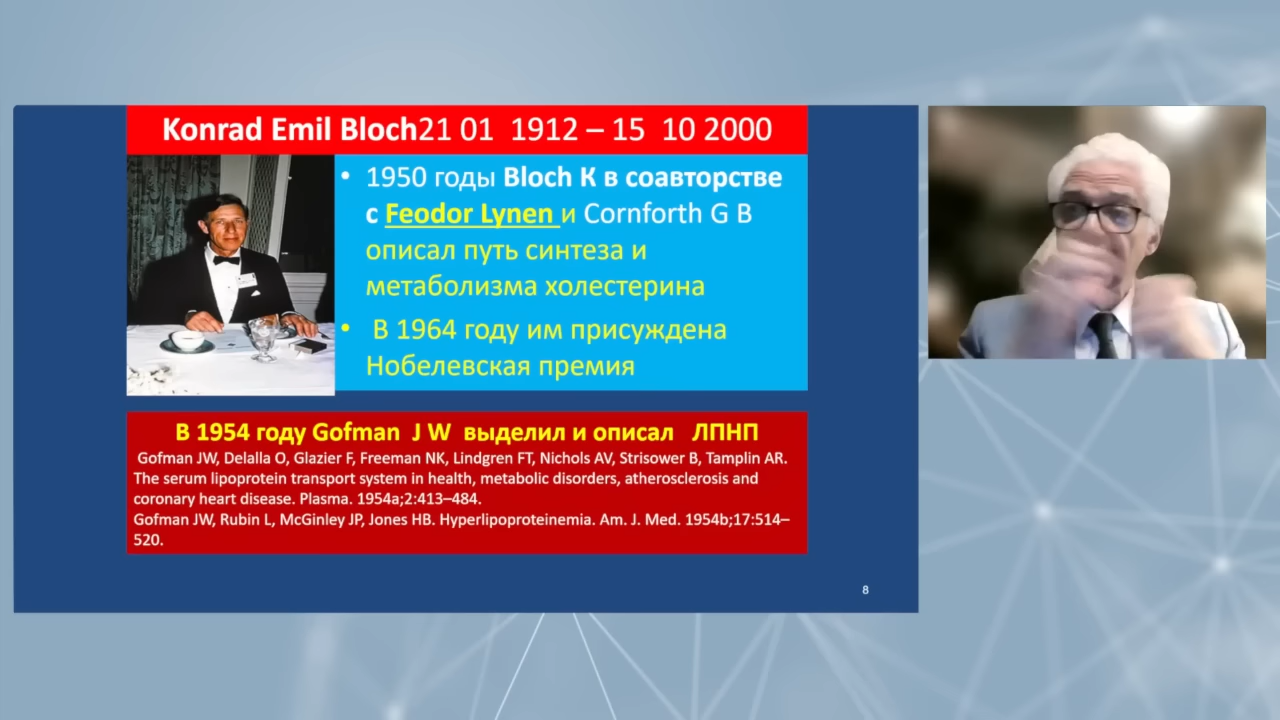 Konrad Emil Bloch21 01 1912 – 15 10 2000
• 1950 годы Bloch K в соавторстве
с Feodor Lynen и Cornforth G B
описал путь синтеза и
метаболизма холестерина
• В 1964 году им присуждена
Нобелевская премия
В 1954 году Gofman J W выделил и описал ЛПНП
Gofman JW, Delalla O, Glazier F, Freeman NK, Lindgren FT, Nichols AV, Strisower B, Tamplin AR.
The serum lipoprotein transport system in health, metabolic disorders, atherosclerosis and
coronary heart disease. Plasma. 1954a;2:413–484.
Gofman JW, Rubin L, McGinley JP, Jones HB. Hyperlipoproteinemia. Am. J. Med. 1954b;17:514–
520.
8